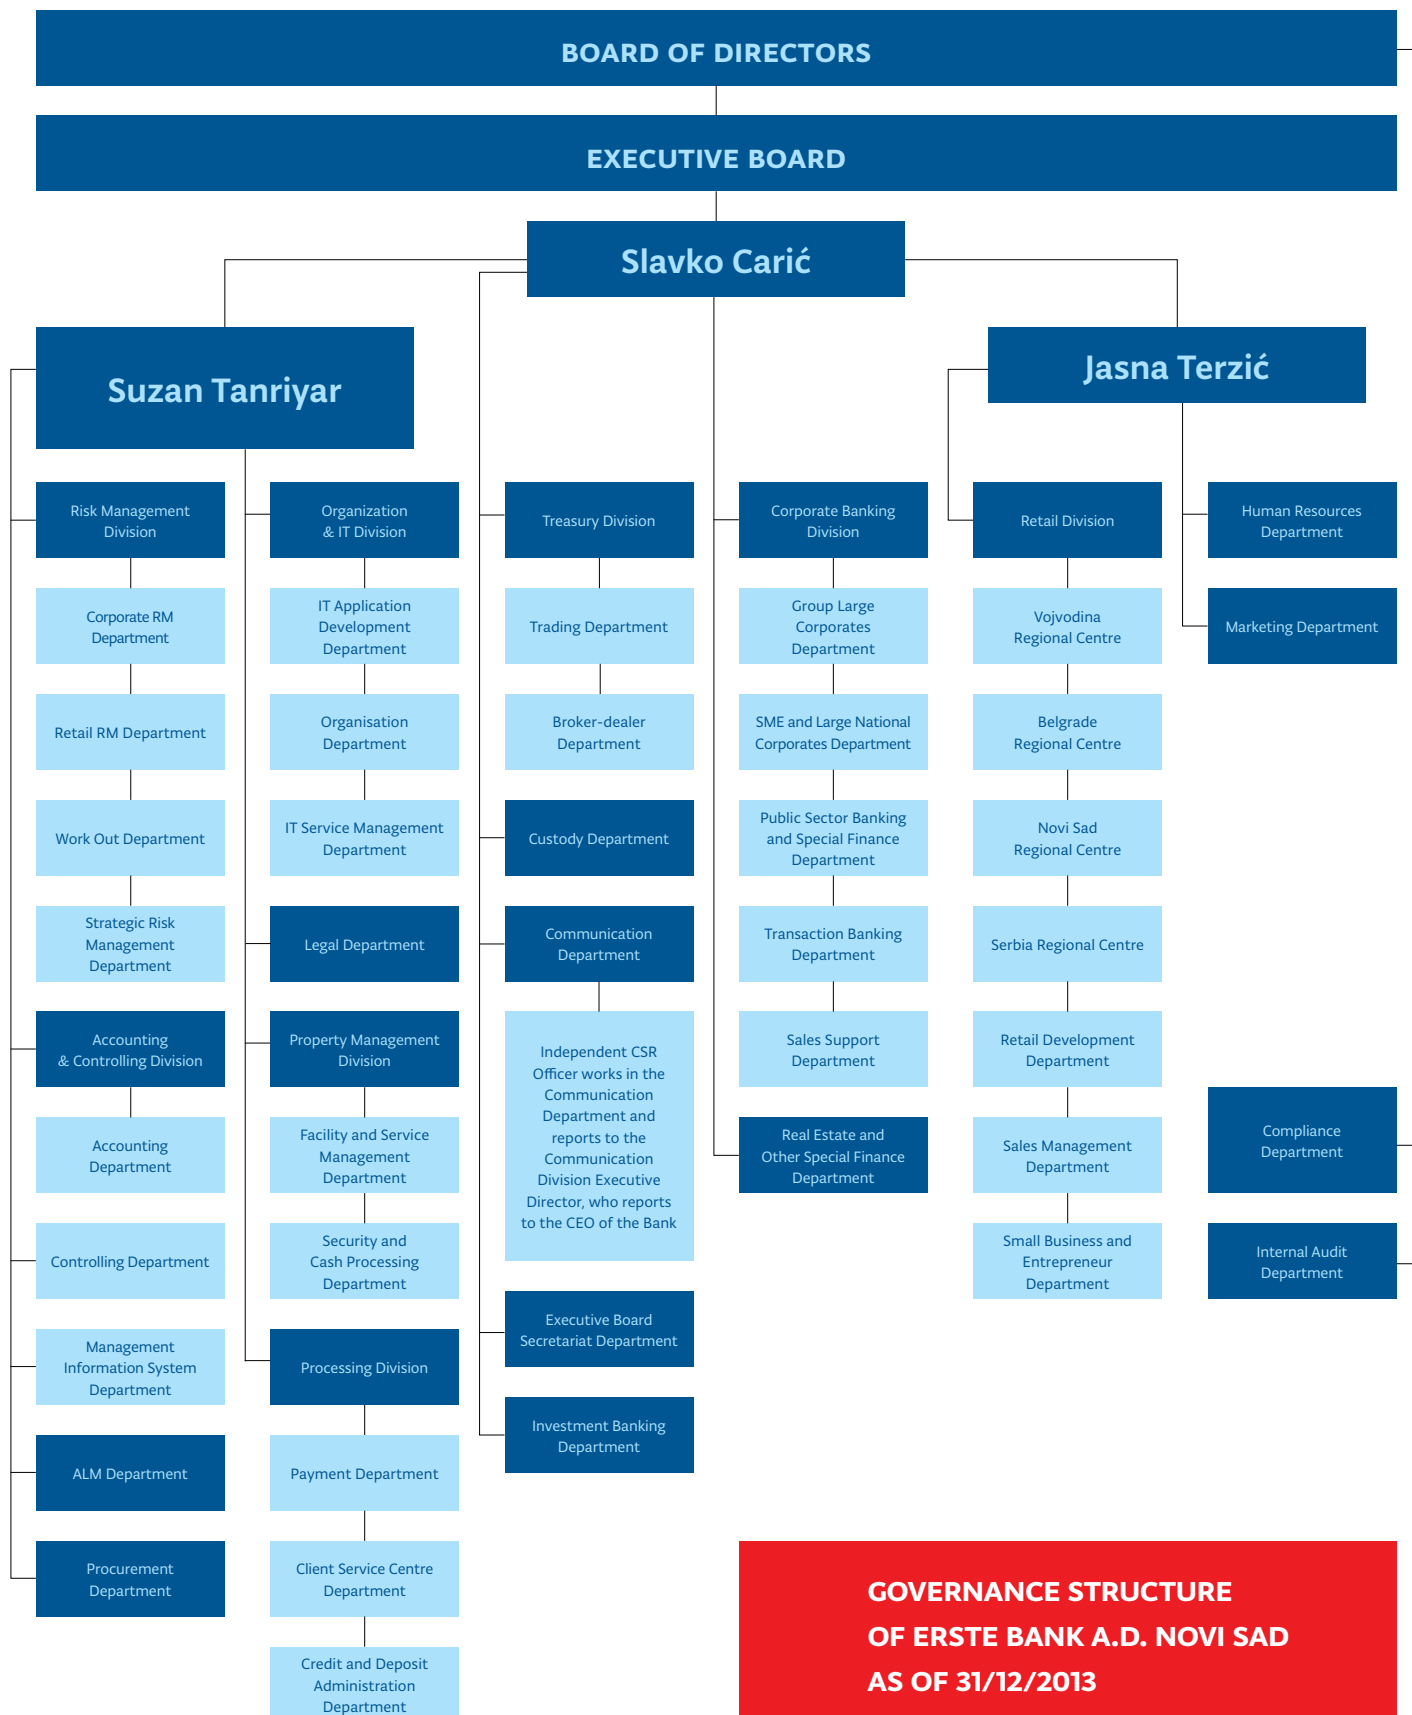 BOARD OF DIRECTORS
EXECUTIVE BOARD
Slavko Carić
Suzan Tanriyar
Jasna Terzić
Risk Management
Division
Corporate RM
Department
Retail RM Department
Work Out Department
Strategic Risk
Management
Department
Accounting
& Controlling Division
Accounting
Department
Controlling Department
Management
Information System
Department
ALM Department
Procurement
Department
Organization
& IT Division
IT Application
Development
Department
Organisation
Department
IT Service Management
Department
Legal Department
Property Management
Division
Facility and Service
Management
Department
Security and
Cash Processing
Department
Processing Division
Payment Department
Client Service Centre
Department
Credit and Deposit
Administration
Department
Treasury Division
Trading Department
Broker-dealer
Department
Custody Department
Communication
Department
Independent CSR
Officer works in the
Communication
Department and
reports to the
Communication
Division Executive
Director, who reports
to the CEO of the Bank
Executive Board
Secretariat Department
Investment Banking
Department
Corporate Banking
Division
Group Large
Corporates
Department
SME and Large National
Corporates Department
Public Sector Banking
and Special Finance
Department
Transaction Banking
Department
Sales Support
Department
Real Estate and
Other Special Finance
Department
Retail Division
Vojvodina
Regional Centre
Belgrade
Regional Centre
Novi Sad
Regional Centre
Serbia Regional Centre
Retail Development
Department
Sales Management
Department
Small Business and
Entrepreneur
Department
Human Resources
Department
Marketing Department
Compliance
Department
Internal Audit
Department
GOVERNANCE STRUCTURE
OF ERSTE BANK A.D. NOVI SAD
AS OF 31/12/2013